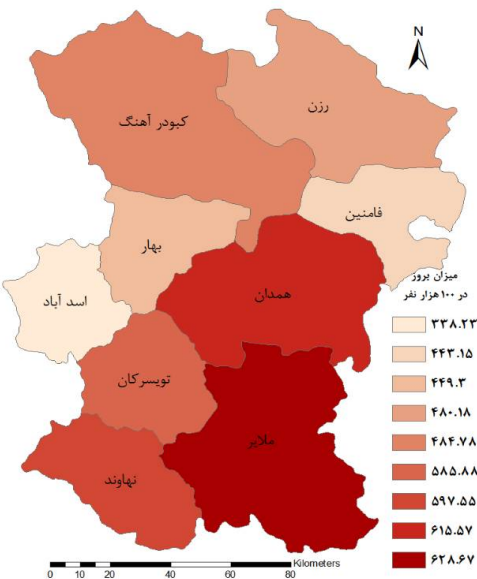 N
رزن
کبودر آهنگ
فامنین
بهار
همدان
اسد آباد
تویسرکان
ملایر
نهاوند
میزان بروز
در ۱۰۰هزار نفر
۳۳۸.۲۳
۴۴۳.۱۵
۴۴۹.۳
۴۸۰.۱۸
۴۸۴.۷۸
۵۸۵.۸۸
۵۹۷.۵۵
۶۱۵.۵۷
۶۲۸.۶۷
Kilometers
0 10 20 40 60 80